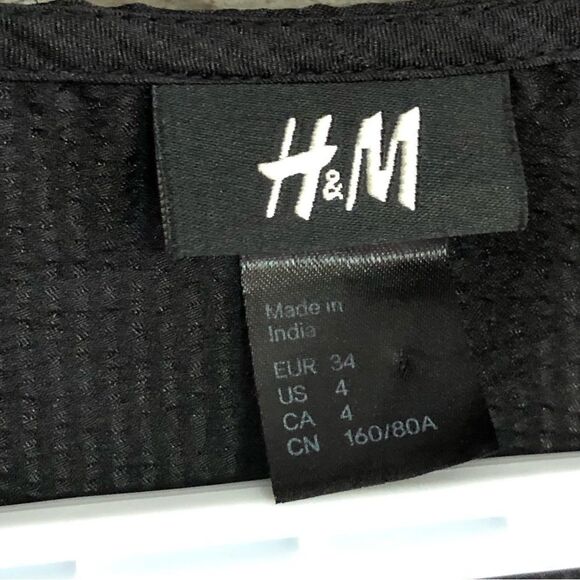 H&M
Made in
India
EUR 34
US 4
CA 4
CN 160/80A